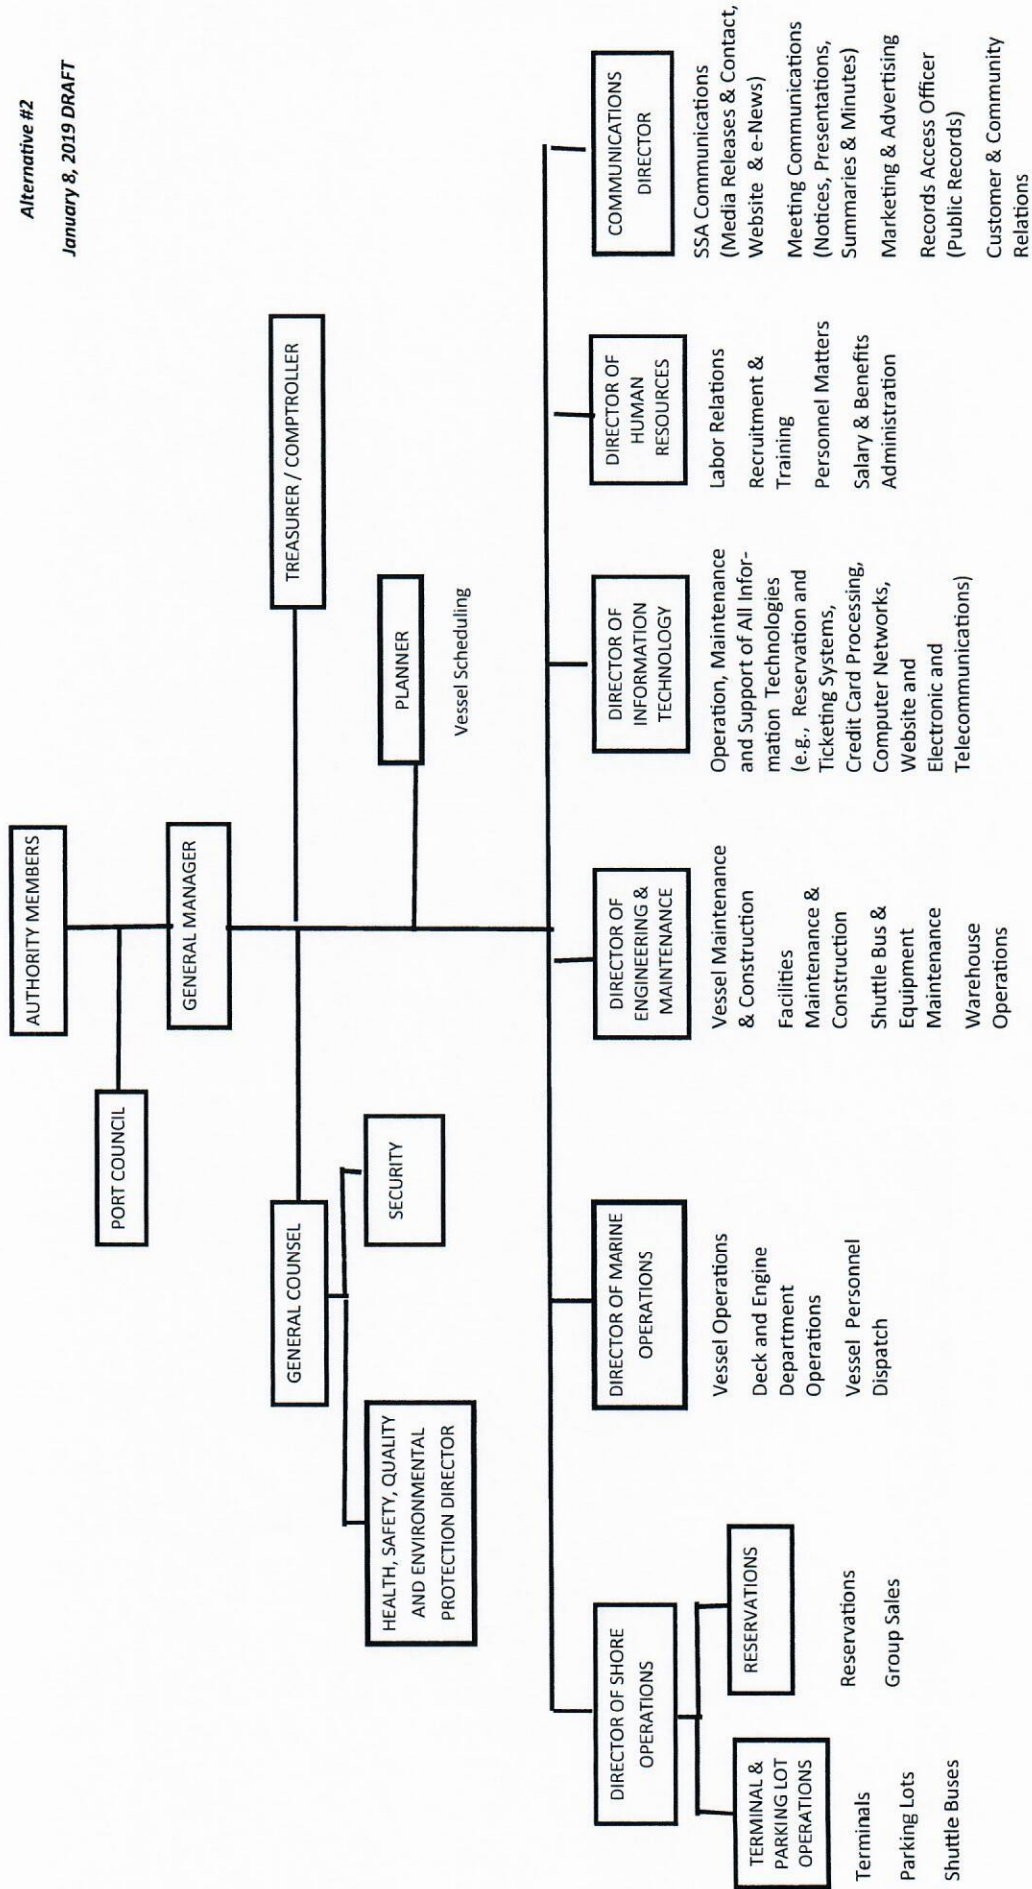 Alternative #2
January 8, 2019 DRAFT
AUTHORITY MEMBERS
PORT COUNCIL
GENERAL MANAGER
GENERAL COUNSEL
TREASURER / COMPTROLLER
HEALTH, SAFETY, QUALITY
AND ENVIRONMENTAL
PROTECTION DIRECTOR
SECURITY
PLANNER
Vessel Scheduling
DIRECTOR OF SHORE
OPERATIONS
TERMINAL &
PARKING LOT
OPERATIONS
Terminals
Parking Lots
Shuttle Buses
RESERVATIONS
Reservations
Group Sales
DIRECTOR OF MARINE
OPERATIONS
Vessel Operations
Deck and Engine
Department
Operations
Vessel Personnel
Dispatch
DIRECTOR OF
ENGINEERING &
MAINTENANCE
Vessel Maintenance
& Construction
Facilities
Maintenance &
Construction
Shuttle Bus &
Equipment
Maintenance
Warehouse
Operations
DIRECTOR OF
INFORMATION
TECHNOLOGY
Operation, Maintenance
and Support of All Infor-
mation Technologies
(e.g., Reservation and
Ticketing Systems,
Credit Card Processing,
Computer Networks,
Website and
Electronic and
Telecommunications)
DIRECTOR OF
HUMAN
RESOURCES
Labor Relations
Recruitment &
Training
Personnel Matters
Salary & Benefits
Administration
COMMUNICATIONS
DIRECTOR
SSA Communications
(Media Releases & Contact,
Website & e-News)
Meeting Communications
(Notices, Presentations,
Summaries & Minutes)
Marketing & Advertising
Records Access Officer
(Public Records)
Customer & Community
Relations